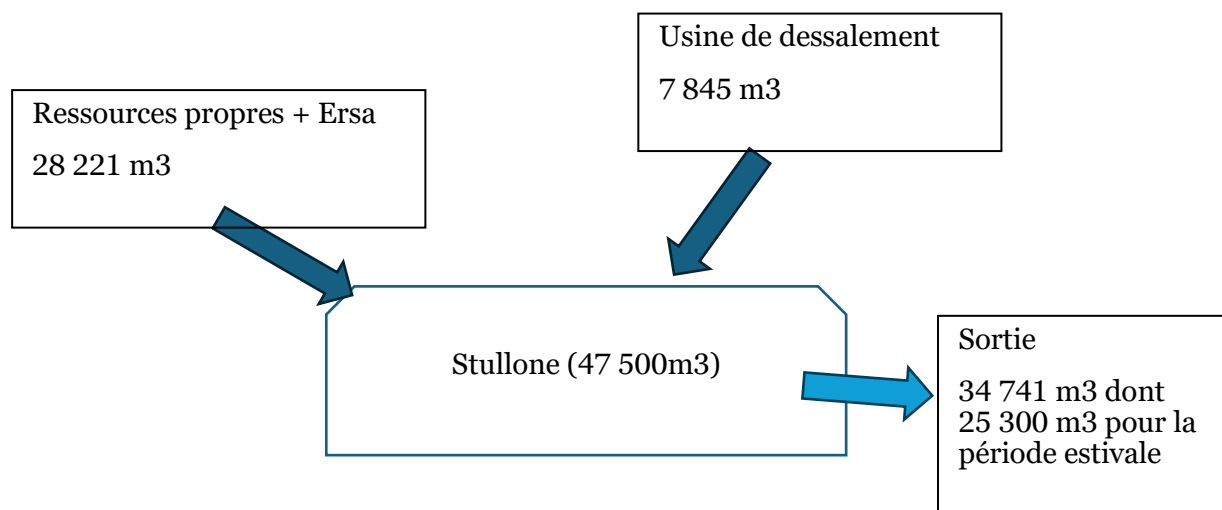 Usine de dessalement
7 845 m3
Ressources propres + Ersa
28 221 m3
Stullone (47 500m3)
Sortie
34 741 m3 dont
25 300 m3 pour la
période estivale